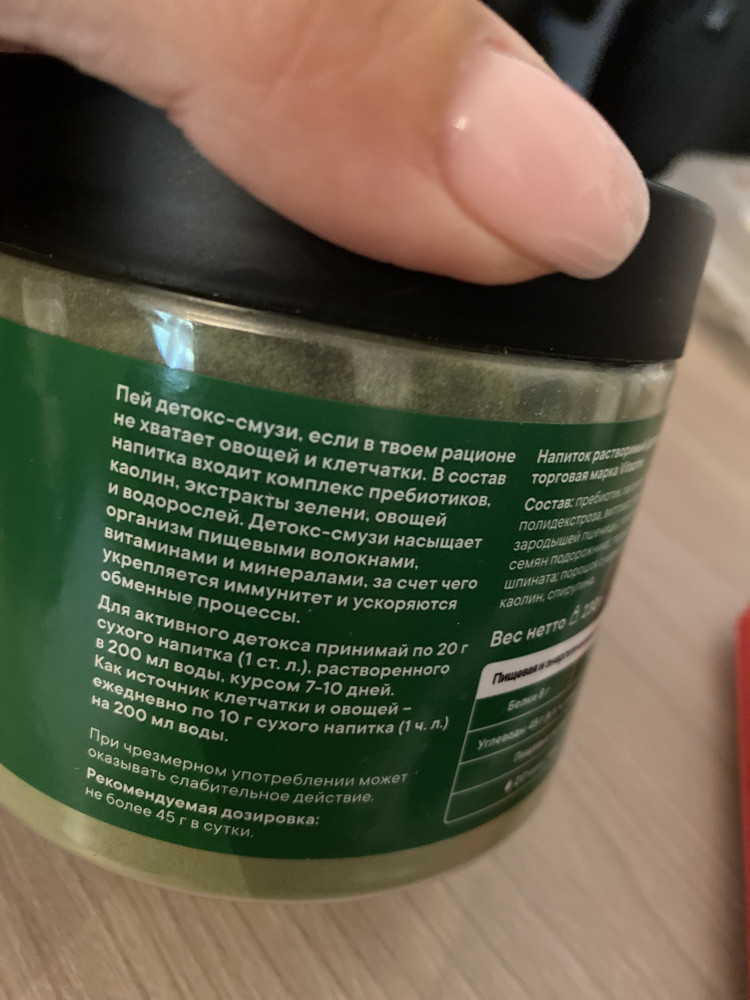 Пей детокс-смузи, если в твоем рационе
не хватает овощей и клетчатки. В состав
напитка входит комплекс пребиотиков,
каолин, экстракты зелени, овощей
и водорослей. Детокс-смузи насыщает
организм пищевыми волокнами,
витаминами и минералами, за счет чего
укрепляется иммунитет и ускоряются
обменные процессы.
Для активного детокса принимай по 20 г
сухого напитка (1 ст. л.), растворенного
в 200 мл воды, курсом 7-10 дней.
Как источник клетчатки и овощей –
ежедневно по 10 г сухого напитка (1 ч. л.)
на 200 мл воды.
При чрезмерном употреблении может
оказывать слабительное действие.
Рекомендуемая дозировка:
не более 45 г в сутки.
Напиток растворимый
торговая марка
Состав:
полидекстроза,
зародышей пшеницы,
семян подорожника,
шпината; порошок
каолин, спирулина.
Вес нетто
Пищевая и
Белки 8 г
Углеводы 45 г